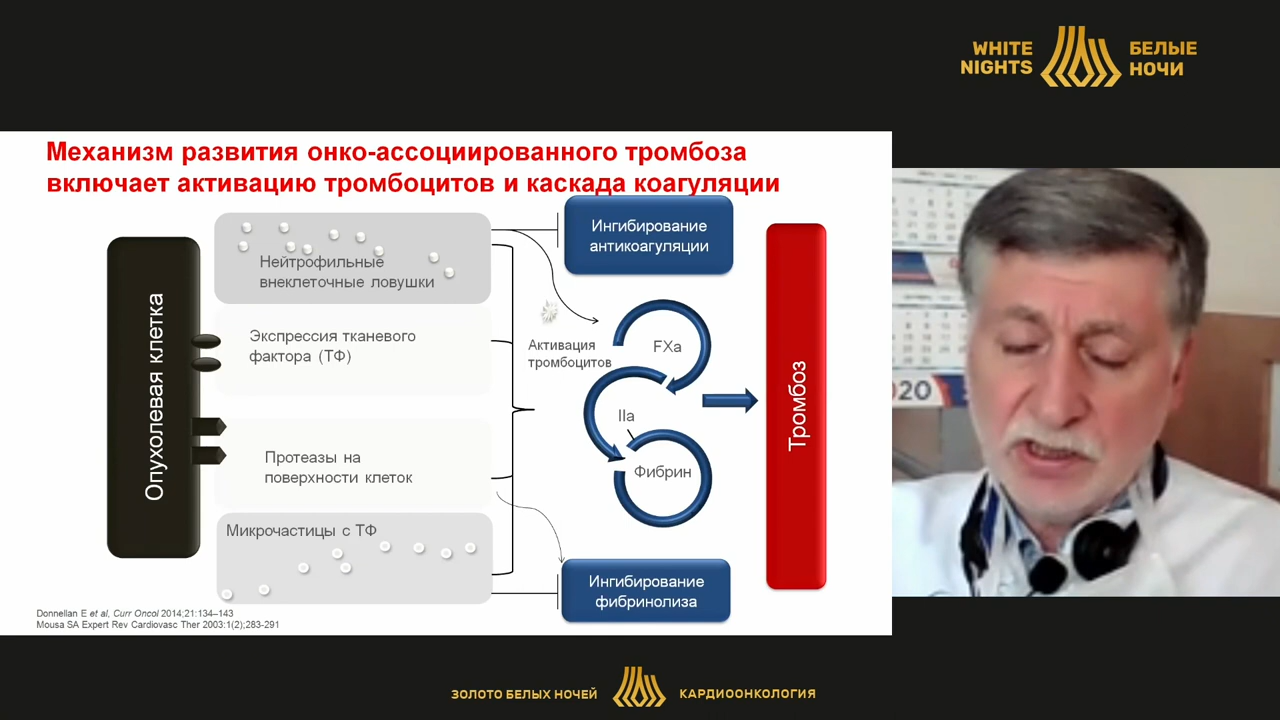 WHITE NIGHTS
БЕЛЫЕ НОЧИ
Механизм развития онко-ассоциированного тромбоза
включает активацию тромбоцитов и каскада коагуляции
Опухолевая клетка
Нейтрофильные
внеклеточные ловушки
Экспрессия тканевого
фактора (ТФ)
Протеазы на
поверхности клеток
Микрочастицы с ТФ
Ингибирование
антикоагуляции
Активация
тромбоцитов
FXa
IIa
Фибрин
Ингибирование
фибринолиза
Тромбоз
Donnellan E et al, Curr Oncol 2014;21:134–143
Mousa SA Expert Rev Cardiovasc Ther 2003:1(2);283-291
20
ЗОЛОТО БЕЛЫХ НОЧЕЙ
КАРДИООНКОЛОГИЯ